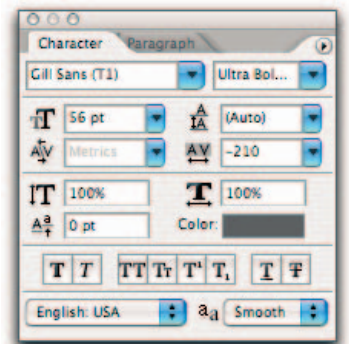 Character Paragraph
Gill Sans (T1) Ultra Bol...
56 pt (Auto)
Metrics -210
100% 100%
0 pt Color:
T T TT Tr T¹ T₁ T T
English: USA aa Smooth